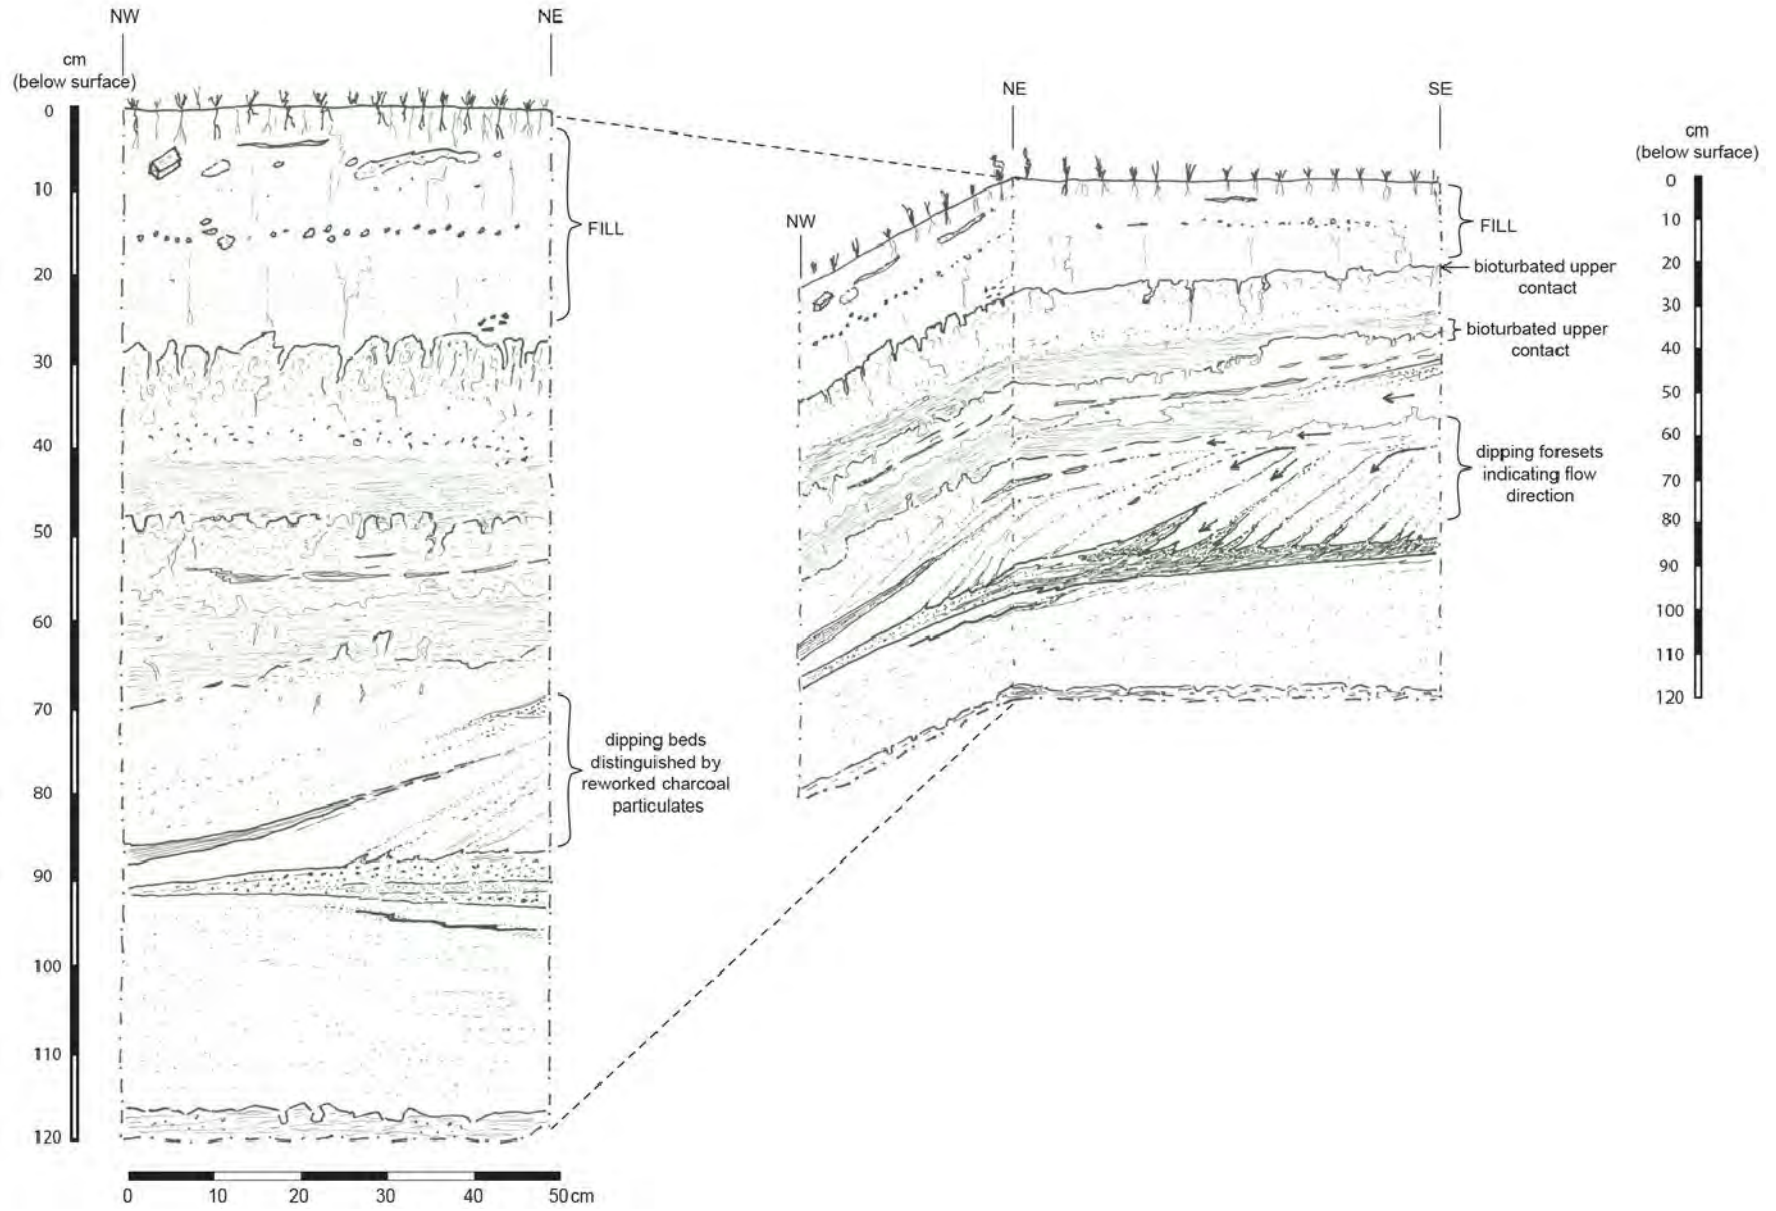 NW
NE
cm
(below surface)
0
10
20
30
40
50
60
70
80
90
100
110
120
FILL
dipping beds
distinguished by
reworked charcoal
particulates
0 10 20 30 40 50 cm
NW
NE
SE
cm
(below surface)
0
10
20
30
40
50
60
70
80
90
100
110
120
FILL
bioturbated upper
contact
bioturbated upper
contact
dipping foresets
indicating flow
direction